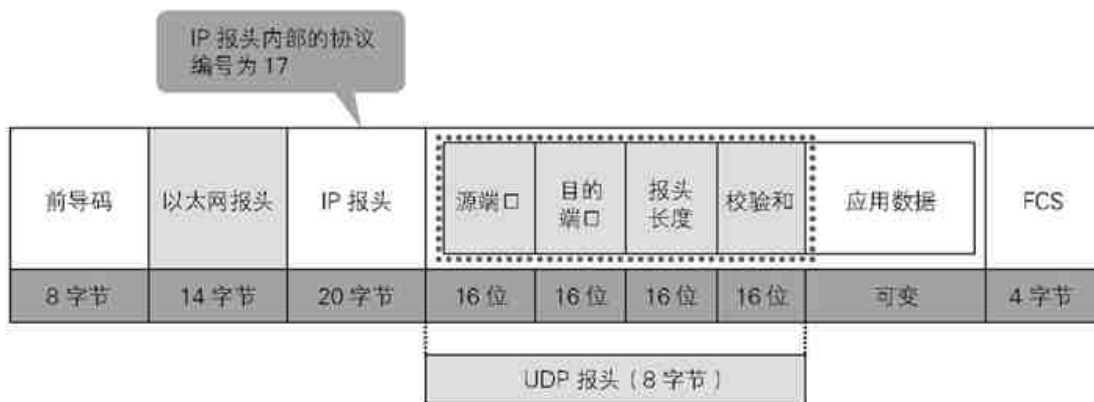 IP 报头内部的协议
编号为 17
前导码
以太网报头
IP 报头
源端口
目的
端口
报头
长度
校验和
应用数据
FCS
8 字节
14 字节
20 字节
16 位
16 位
16 位
16 位
可变
4 字节
UDP 报头（8 字节）